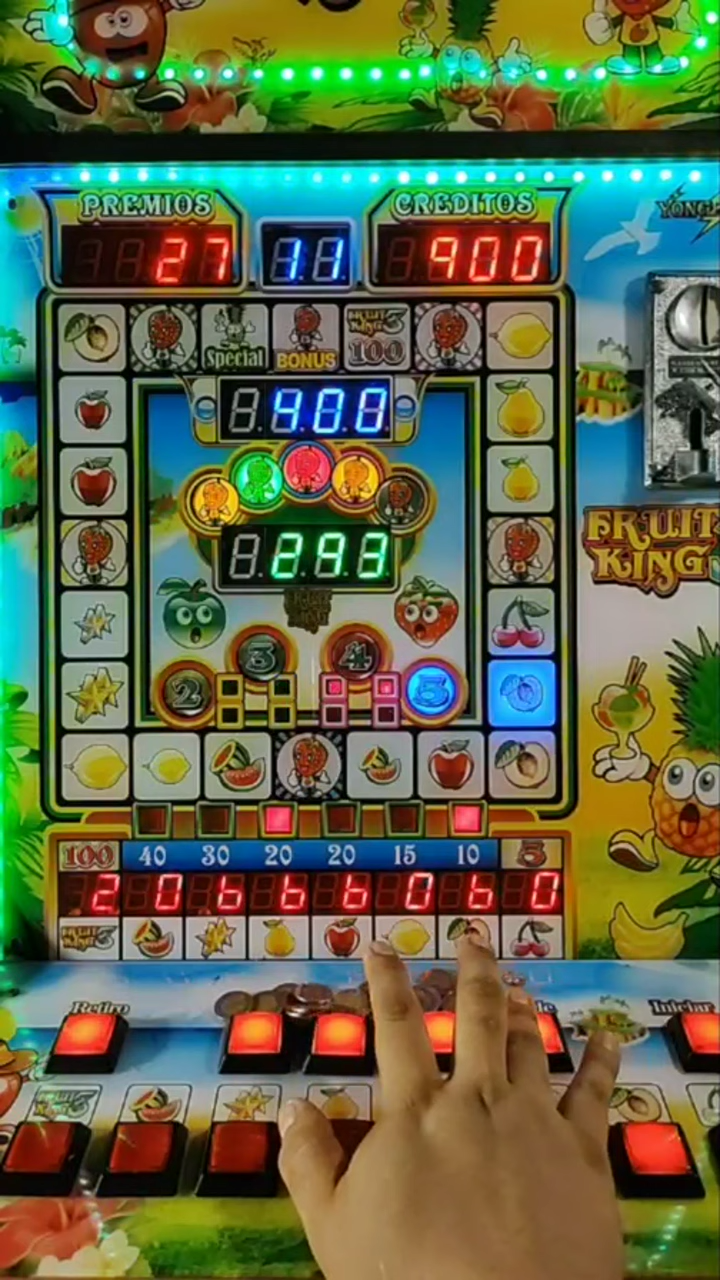 PREMIOS
CREDITOS
YONG
27
11
900
Special
BONUS
FRUIT KING 3
100
400
293
FRUIT
KING
3
4
2
5
100
40
30
20
20
15
10
5
2
0
6
6
6
0
6
0
Retiro
Iniciar